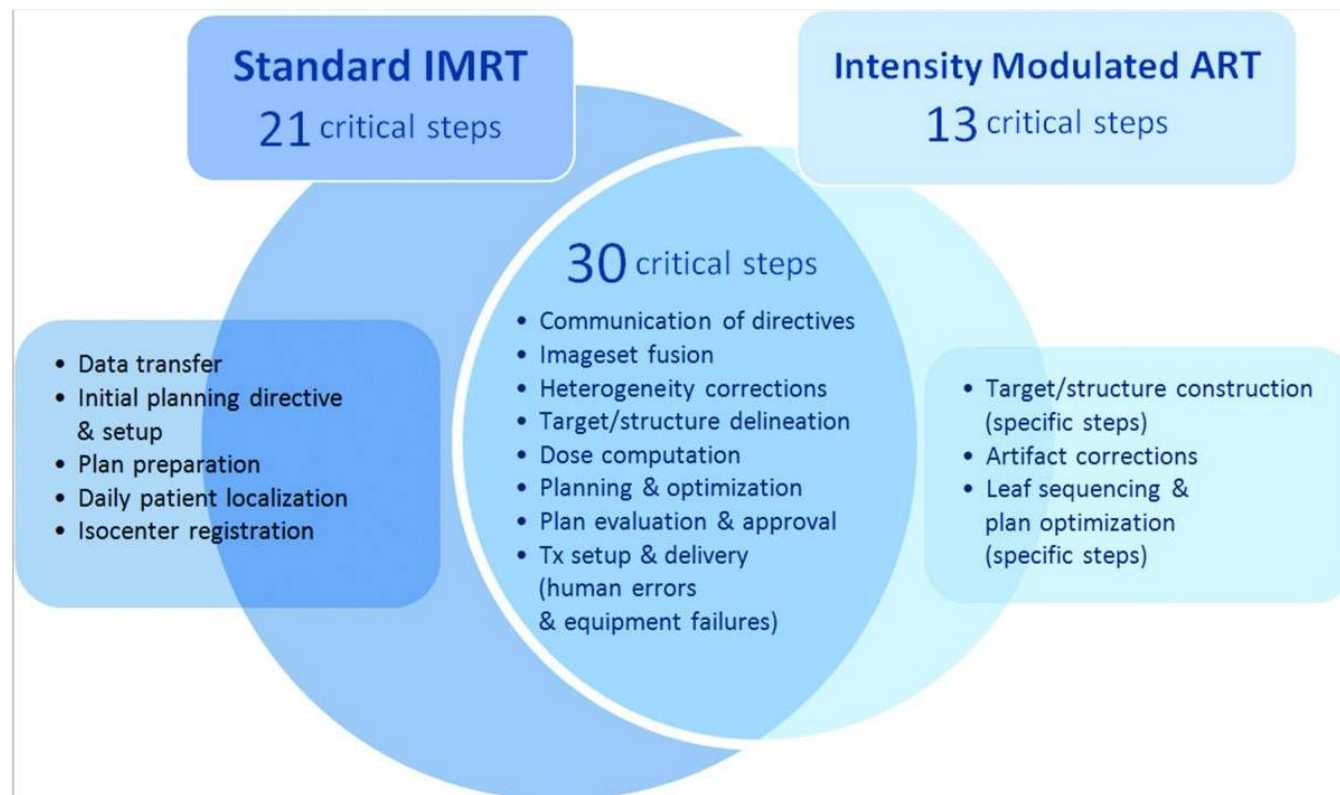 Standard IMRT
21 critical steps
Intensity Modulated ART
13 critical steps
• Data transfer
• Initial planning directive
& setup
• Plan preparation
• Daily patient localization
• Isocenter registration
30 critical steps
• Communication of directives
• Imageset fusion
• Heterogeneity corrections
• Target/structure delineation
• Dose computation
• Planning & optimization
• Plan evaluation & approval
• Tx setup & delivery
(human errors
& equipment failures)
• Target/structure construction
(specific steps)
• Artifact corrections
• Leaf sequencing &
plan optimization
(specific steps)